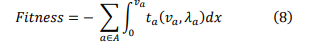 Fitness = − ∑_{a∈A} ∫_0^{v_a} t_a(v_a, λ_a)dx (8)